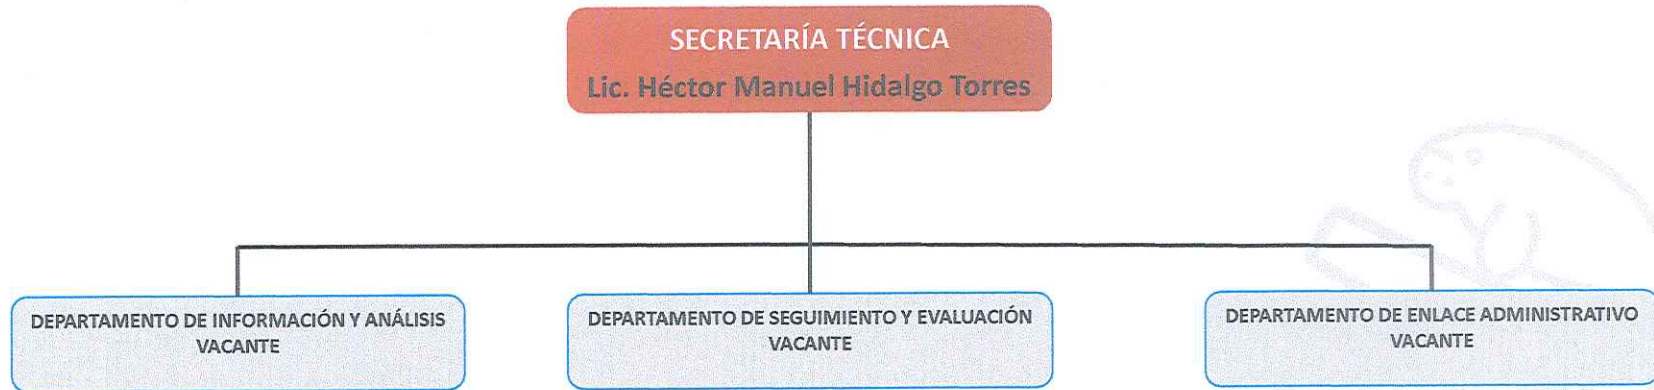 SECRETARÍA TÉCNICA
Lic. Héctor Manuel Hidalgo Torres
DEPARTAMENTO DE INFORMACIÓN Y ANÁLISIS
VACANTE
DEPARTAMENTO DE SEGUIMIENTO Y EVALUACIÓN
VACANTE
DEPARTAMENTO DE ENLACE ADMINISTRATIVO
VACANTE